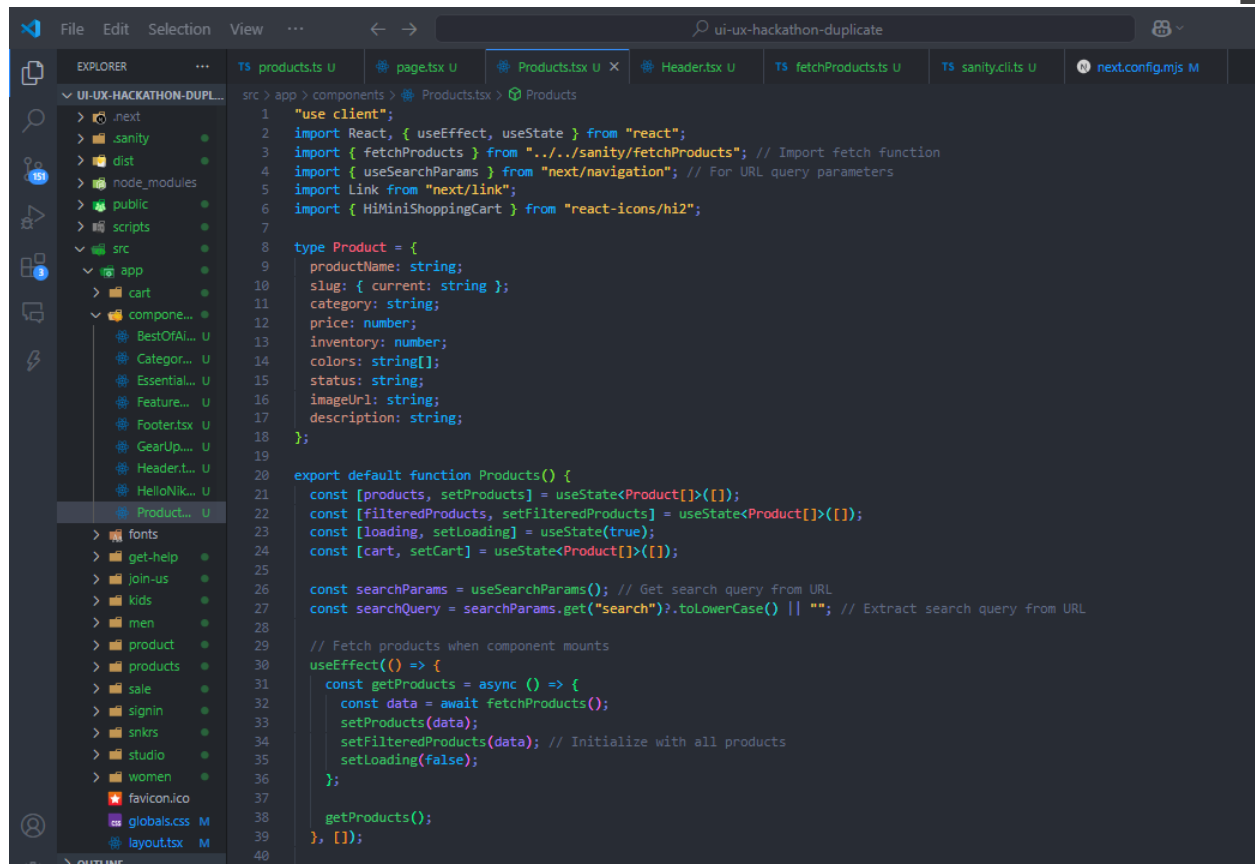 File Edit Selection View ··· ui-ux-hackathon-duplicate
EXPLORER ···
TS products.ts U page.tsx U Products.tsx U Header.tsx U TS fetchProducts.ts U TS sanity.cli.ts U N next.config.mjs M
UI-UX-HACKATHON-DUPL...
.next
.sanity
dist
node_modules
public
scripts
src
app
cart
compone...
BestOfAi... U
Categor... U
Essential... U
Feature... U
Footer.tsx U
GearUp.... U
Header.t... U
HelloNik... U
Product... U
fonts
get-help
join-us
kids
men
product
products
sale
signin
snkrs
studio
women
favicon.ico
globals.css M
layout.tsx M
OUTLINE
151
3
src > app > components > Products.tsx > Products
1 "use client";
2 import React, { useEffect, useState } from "react";
3 import { fetchProducts } from "../../sanity/fetchProducts"; // Import fetch function
4 import { useSearchParams } from "next/navigation"; // For URL query parameters
5 import Link from "next/link";
6 import { HiMiniShoppingCart } from "react-icons/hi2";
7
8 type Product = {
9 productName: string;
10 slug: { current: string };
11 category: string;
12 price: number;
13 inventory: number;
14 colors: string[];
15 status: string;
16 imageUrl: string;
17 description: string;
18 };
19
20 export default function Products() {
21 const [products, setProducts] = useState<Product[]>([]);
22 const [filteredProducts, setFilteredProducts] = useState<Product[]>([]);
23 const [loading, setLoading] = useState(true);
24 const [cart, setCart] = useState<Product[]>([]);
25
26 const searchParams = useSearchParams(); // Get search query from URL
27 const searchQuery = searchParams.get("search")?.toLowerCase() || ""; // Extract search query from URL
28
29 // Fetch products when component mounts
30 useEffect(() => {
31 const getProducts = async () => {
32 const data = await fetchProducts();
33 setProducts(data);
34 setFilteredProducts(data); // Initialize with all products
35 setLoading(false);
36 };
37
38 getProducts();
39 }, []);
40